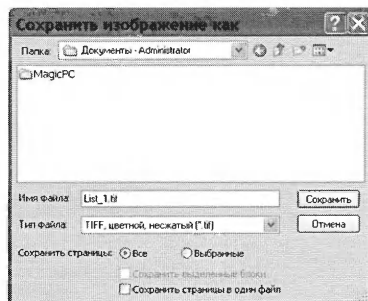 Сохранить изображение как
Папка: Документы - Administrator
MagicPC
Имя файла: List_1.tif Сохранить
Тип файла: TIFF, цветной, несжатый (*.tif) Отмена
Сохранить страницы: Все Выбранные
Сохранить выделенные блоки
Сохранить страницы в один файл